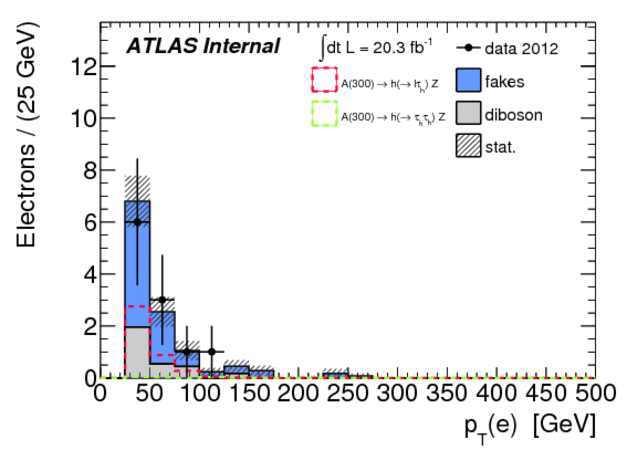 ATLAS Internal
∫dt L = 20.3 fb⁻¹
data 2012
A(300) → h(→ lτₕ) Z
fakes
A(300) → h(→ τₕτₕ) Z
diboson
stat.
Electrons / (25 GeV)
12
10
8
6
4
2
0
0 50 100 150 200 250 300 350 400 450 500
p_T(e) [GeV]